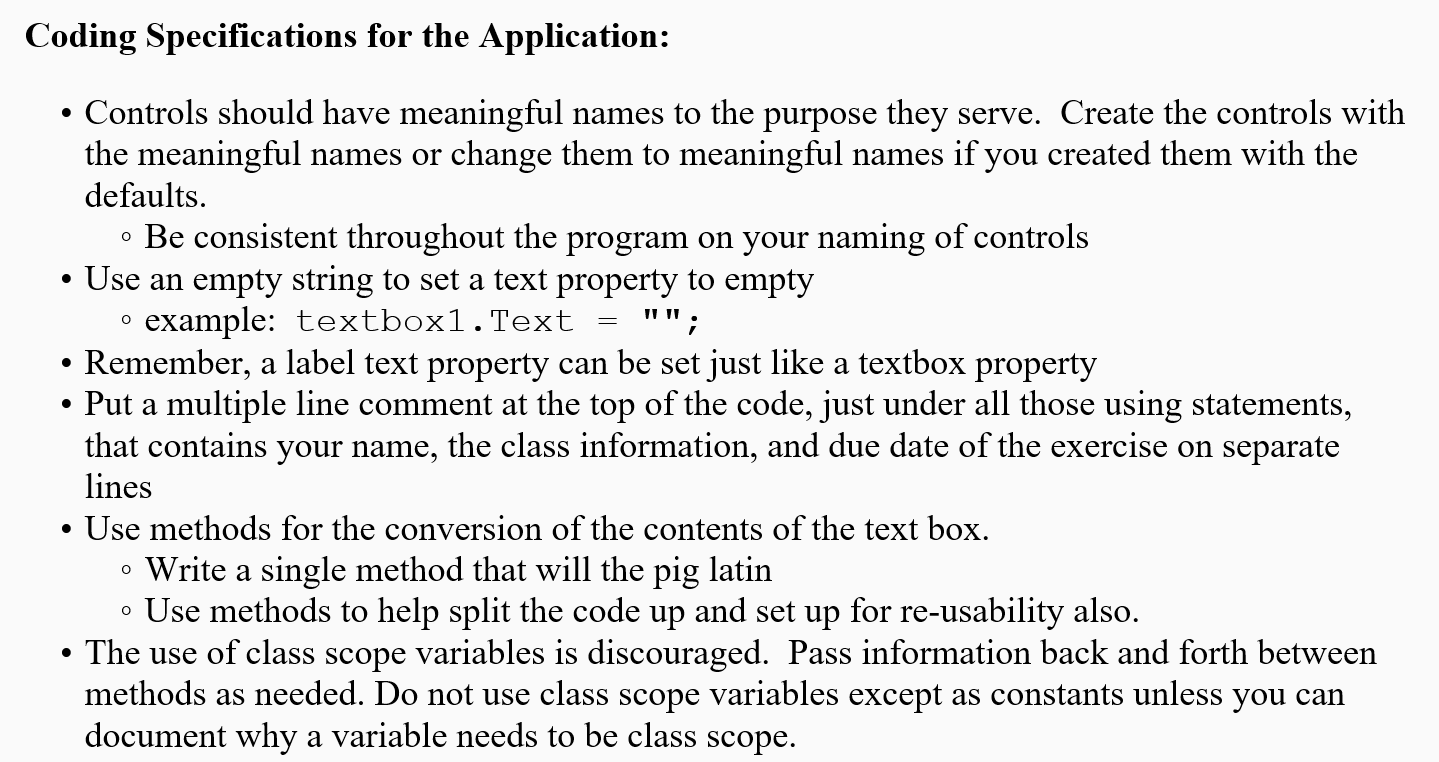 Coding Specifications for the Application:
• Controls should have meaningful names to the purpose they serve.  Create the controls with
the meaningful names or change them to meaningful names if you created them with the
defaults.
◦ Be consistent throughout the program on your naming of controls
• Use an empty string to set a text property to empty
◦ example:  textbox1.Text = "";
• Remember, a label text property can be set just like a textbox property
• Put a multiple line comment at the top of the code, just under all those using statements,
that contains your name, the class information, and due date of the exercise on separate
lines
• Use methods for the conversion of the contents of the text box.
◦ Write a single method that will the pig latin
◦ Use methods to help split the code up and set up for re-usability also.
• The use of class scope variables is discouraged.  Pass information back and forth between
methods as needed. Do not use class scope variables except as constants unless you can
document why a variable needs to be class scope.